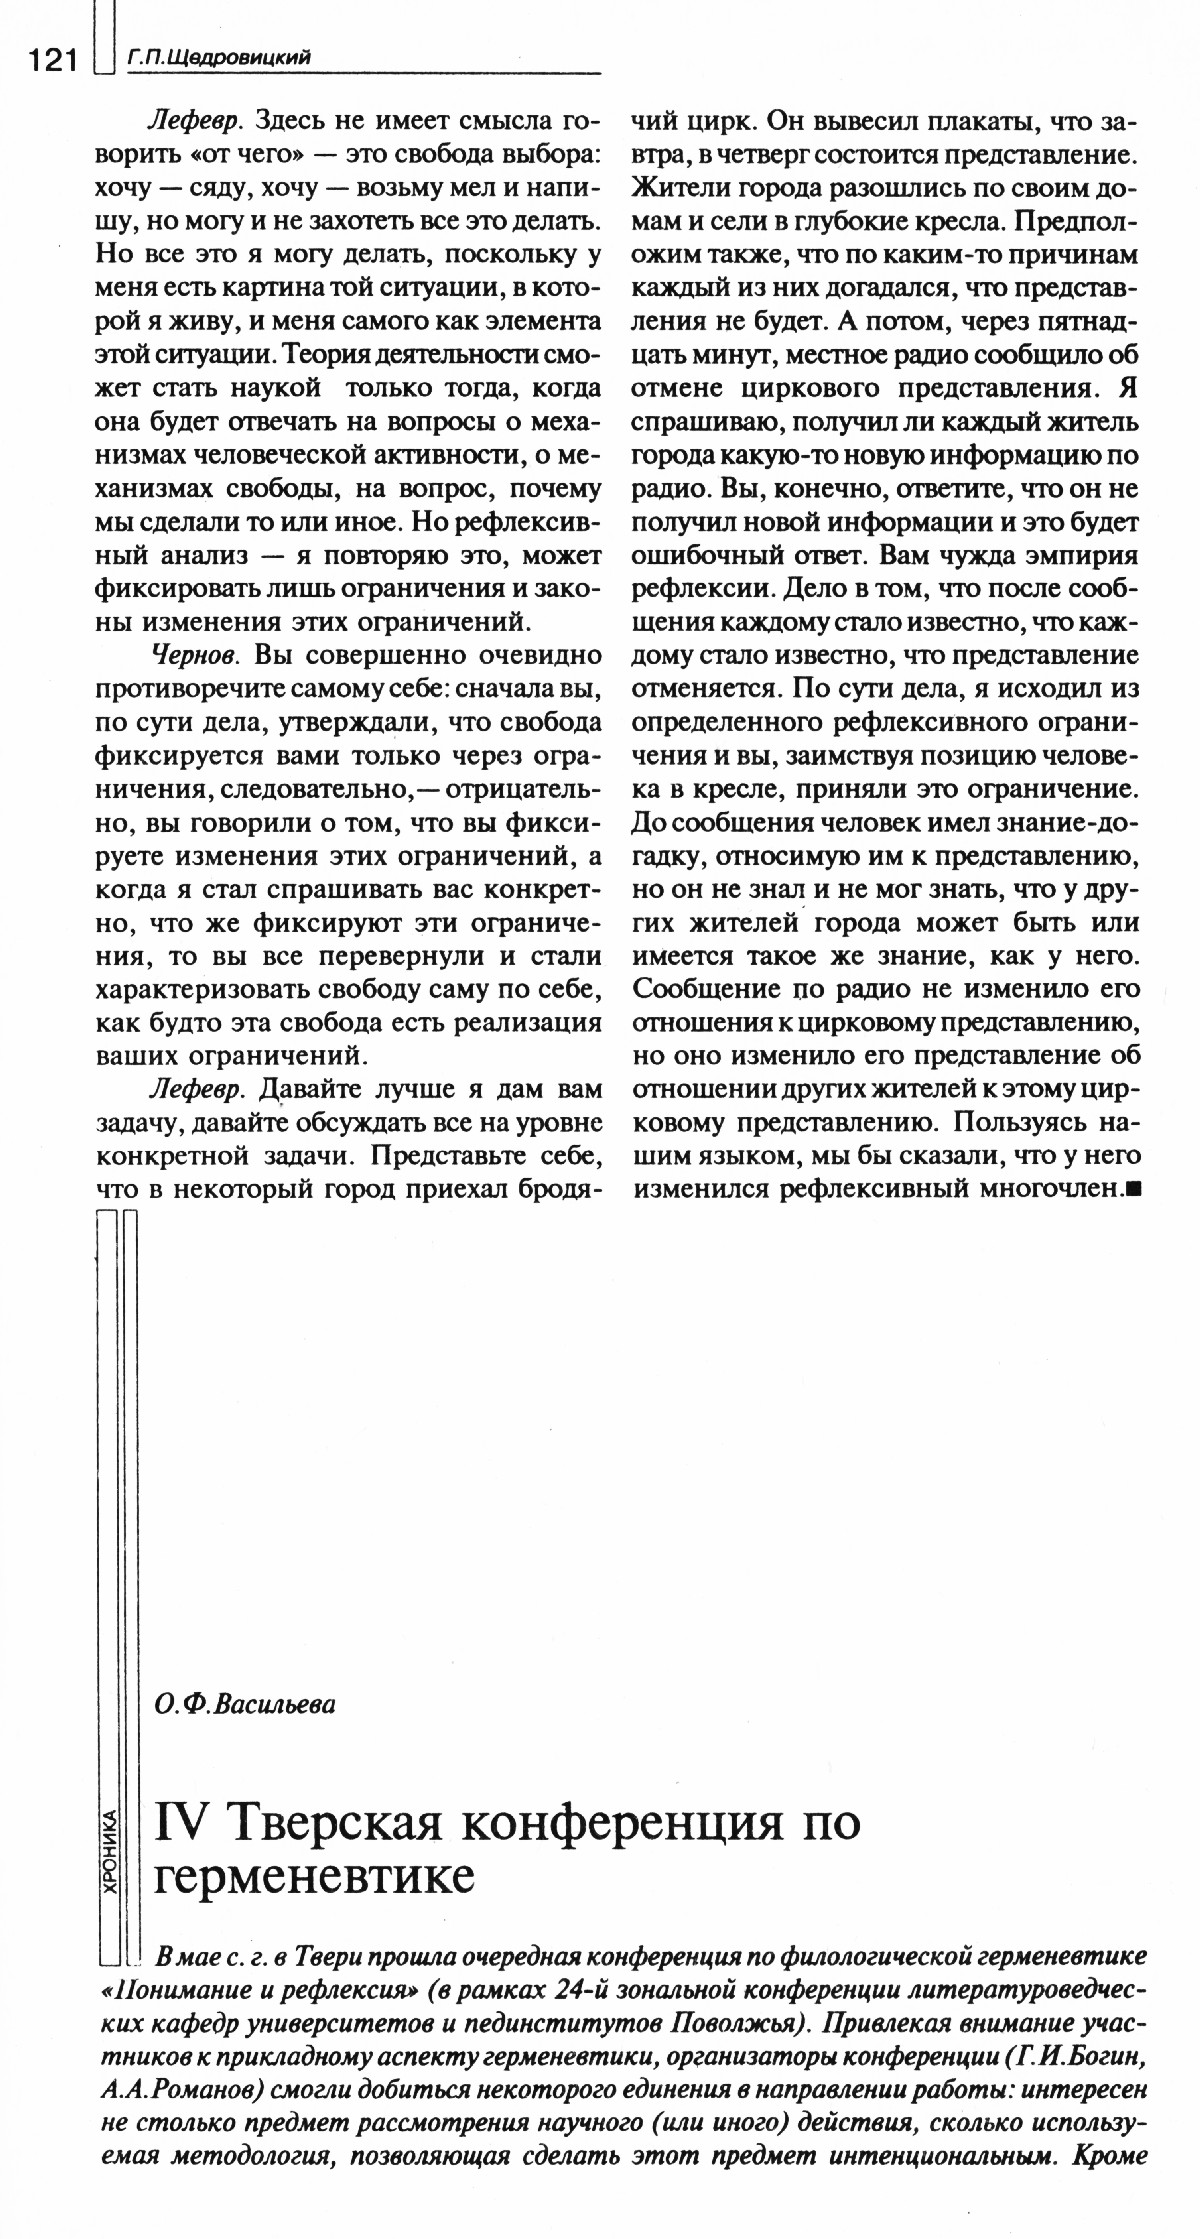 121
Г.П.Щедровицкий
Лефевр. Здесь не имеет смысла го-
ворить «от чего» — это свобода выбора:
хочу — сяду, хочу — возьму мел и напи-
шу, но могу и не захотеть все это делать.
Но все это я могу делать, поскольку у
меня есть картина той ситуации, в кото-
рой я живу, и меня самого как элемента
этой ситуации. Теория деятельности смо-
жет стать наукой только тогда, когда
она будет отвечать на вопросы о меха-
низмах человеческой активности, о ме-
ханизмах свободы, на вопрос, почему
мы сделали то или иное. Но рефлексив-
ный анализ — я повторяю это, может
фиксировать лишь ограничения и зако-
ны изменения этих ограничений.
Чернов. Вы совершенно очевидно
противоречите самому себе: сначала вы,
по сути дела, утверждали, что свобода
фиксируется вами только через огра-
ничения, следовательно,— отрицатель-
но, вы говорили о том, что вы фикси-
руете изменения этих ограничений, а
когда я стал спрашивать вас конкрет-
но, что же фиксируют эти ограниче-
ния, то вы все перевернули и стали
характеризовать свободу саму по себе,
как будто эта свобода есть реализация
ваших ограничений.
Лефевр. Давайте лучше я дам вам
задачу, давайте обсуждать все на уровне
конкретной задачи. Представьте себе,
что в некоторый город приехал бродя-
чий цирк. Он вывесил плакаты, что за-
втра, в четверг состоится представление.
Жители города разошлись по своим до-
мам и сели в глубокие кресла. Предпол-
ожим также, что по каким-то причинам
каждый из них догадался, что представ-
ления не будет. А потом, через пятнад-
цать минут, местное радио сообщило об
отмене циркового представления. Я
спрашиваю, получил ли каждый житель
города какую-то новую информацию по
радио. Вы, конечно, ответите, что он не
получил новой информации и это будет
ошибочный ответ. Вам чужда эмпирия
рефлексии. Дело в том, что после сооб-
щения каждому стало известно, что каж-
дому стало известно, что представление
отменяется. По сути дела, я исходил из
определенного рефлексивного ограни-
чения и вы, заимствуя позицию челове-
ка в кресле, приняли это ограничение.
До сообщения человек имел знание-до-
гадку, относимую им к представлению,
но он не знал и не мог знать, что у дру-
гих жителей города может быть или
имеется такое же знание, как у него.
Сообщение по радио не изменило его
отношения к цирковому представлению,
но оно изменило его представление об
отношении других жителей к этому цир-
ковому представлению. Пользуясь на-
шим языком, мы бы сказали, что у него
изменился рефлексивный многочлен.■
ХРОНИКА
О.Ф.Васильева
IV Тверская конференция по
герменевтике
В мае с. г. в Твери прошла очередная конференция по филологической герменевтике
«Понимание и рефлексия» (в рамках 24-й зональной конференции литературоведчес-
ких кафедр университетов и пединститутов Поволжья). Привлекая внимание учас-
тников к прикладному аспекту герменевтики, организаторы конференции (Г.И.Богин,
А.А.Романов) смогли добиться некоторого единения в направлении работы: интересен
не столько предмет рассмотрения научного (или иного) действия, сколько использу-
емая методология, позволяющая сделать этот предмет интенциональным. Кроме